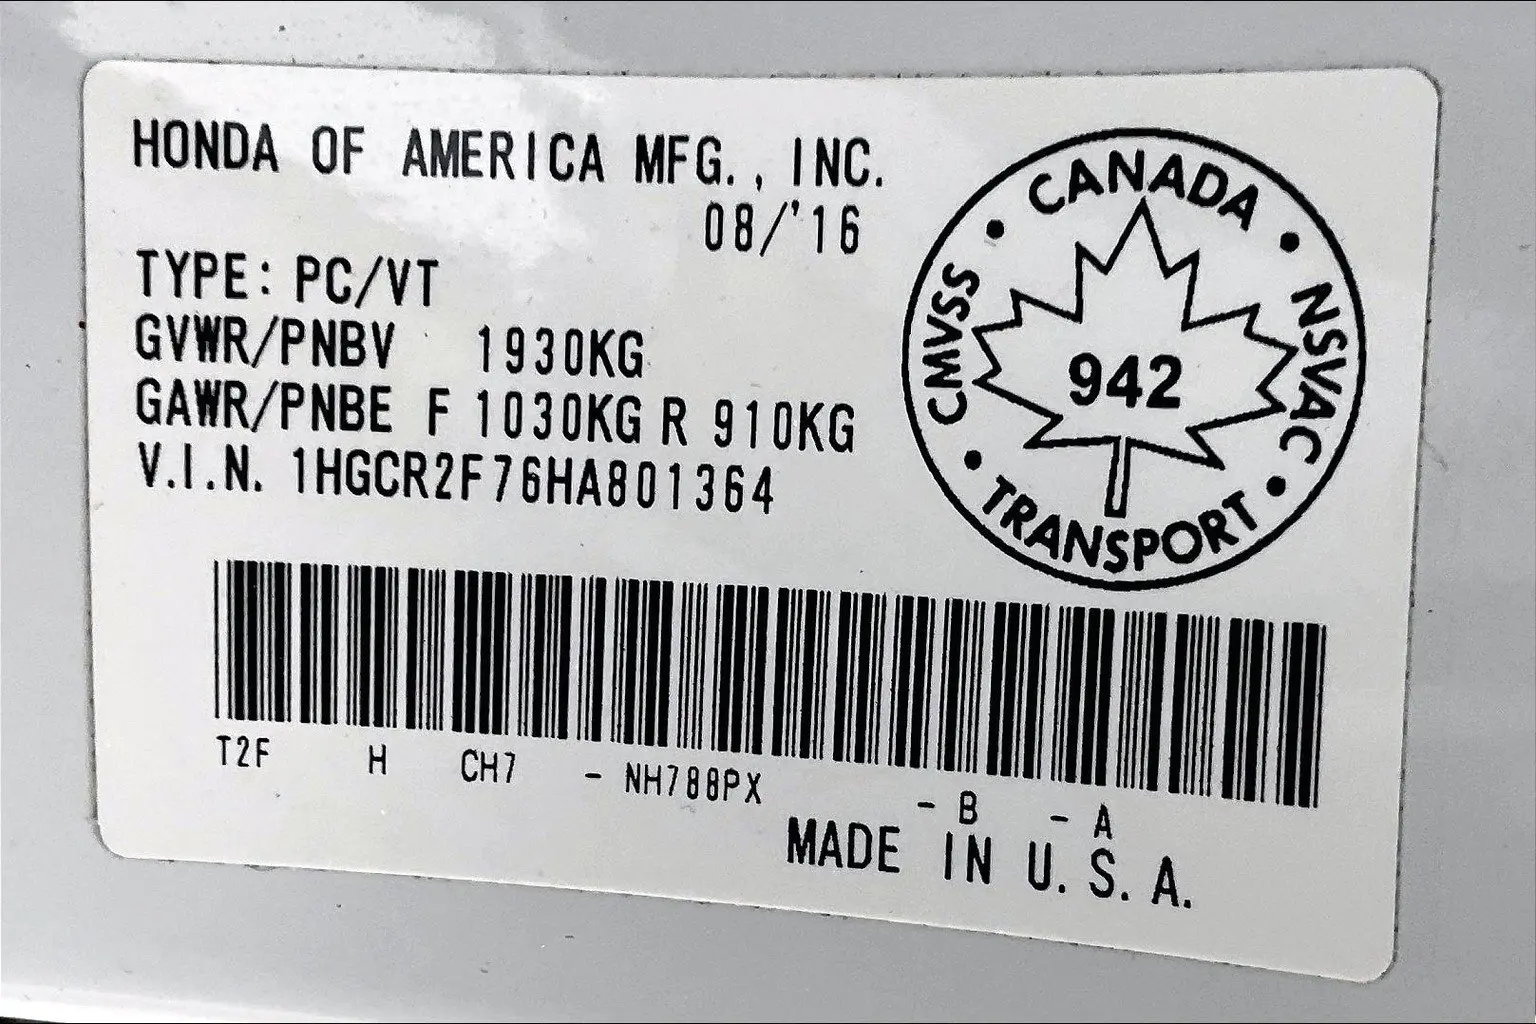 HONDA OF AMERICA MFG., INC.
08/'16
TYPE: PC/VT
GVWR/PNBV 1930KG
GAWR/PNBE F 1030KG R 910KG
V.I.N. 1HGCR2F76HA801364
CANADA
NSVAC
TRANSPORT
CMVSS
942
T2F H CH7 - NH788PX - B - A
MADE IN U.S.A.